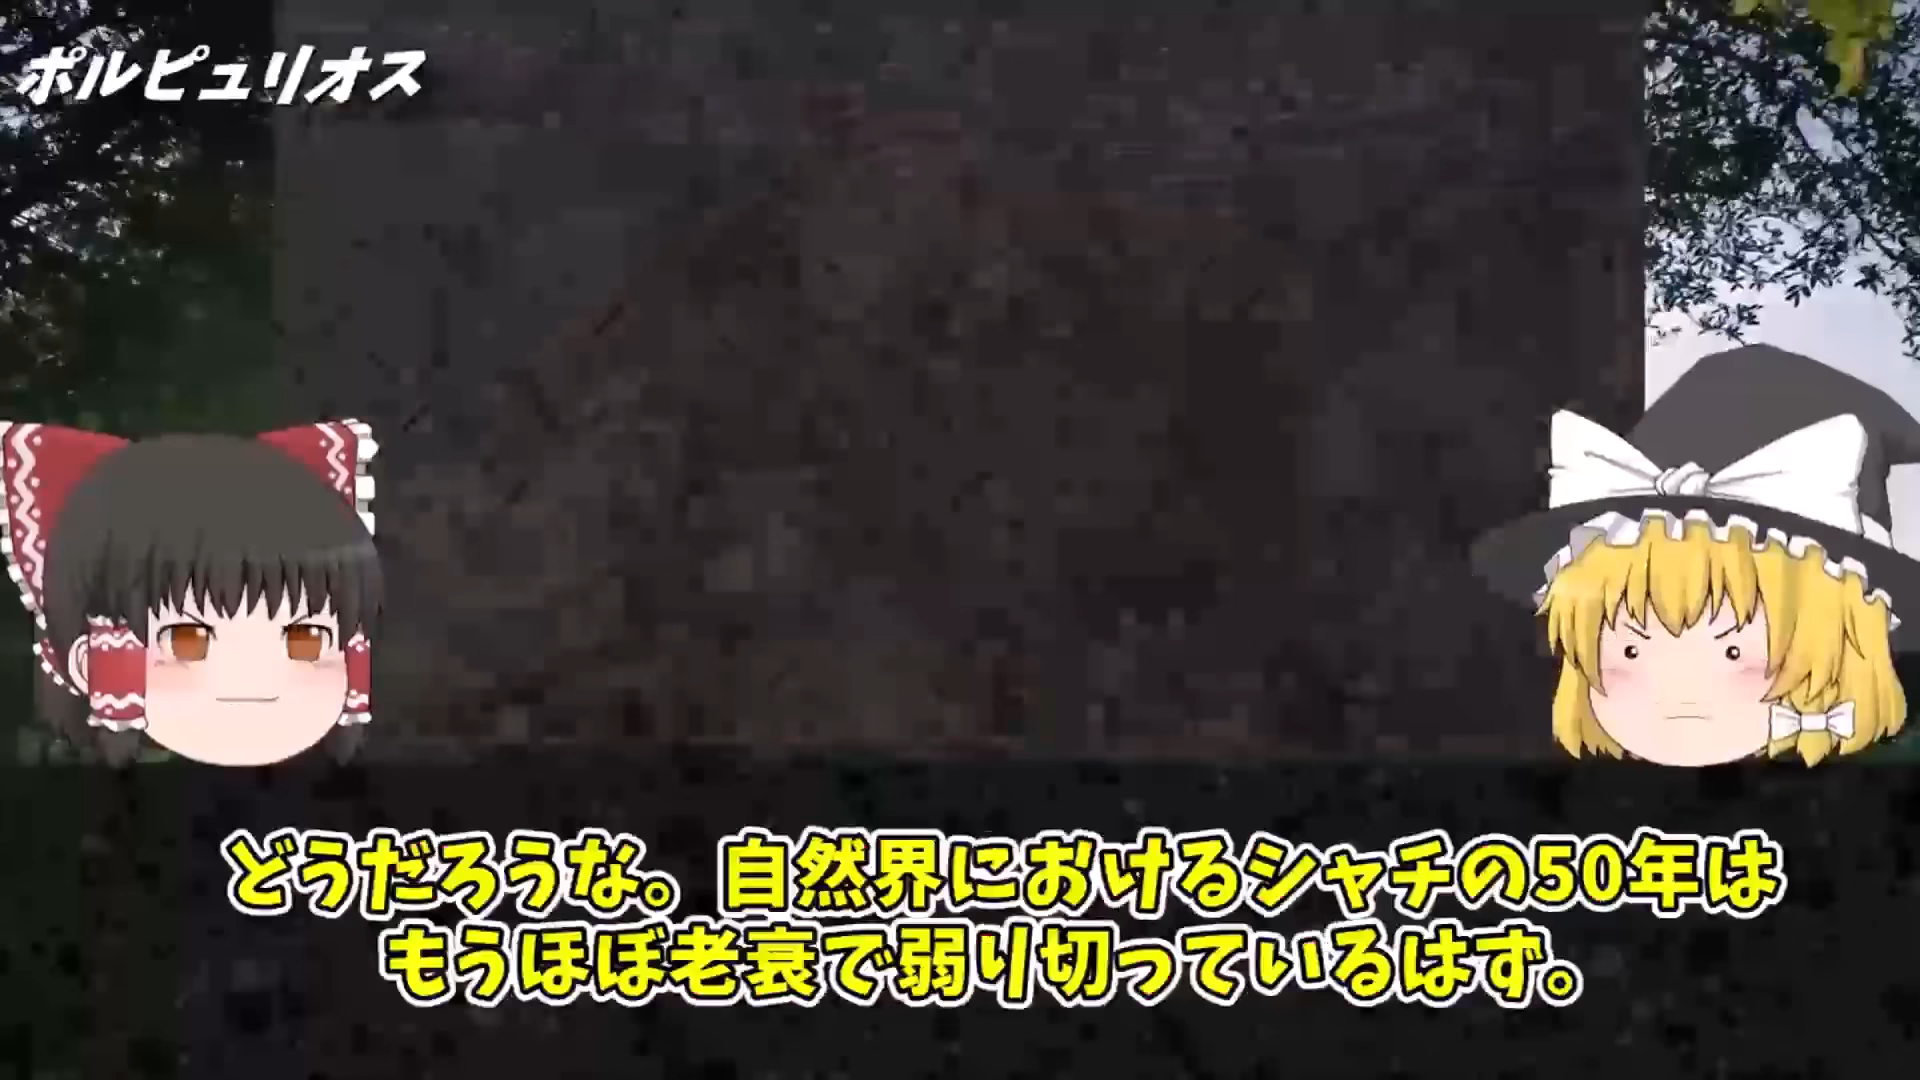 ポルピュリオス
どうだろうな。自然界におけるシャチの50年は
もうほぼ老衰で弱り切っているはず。